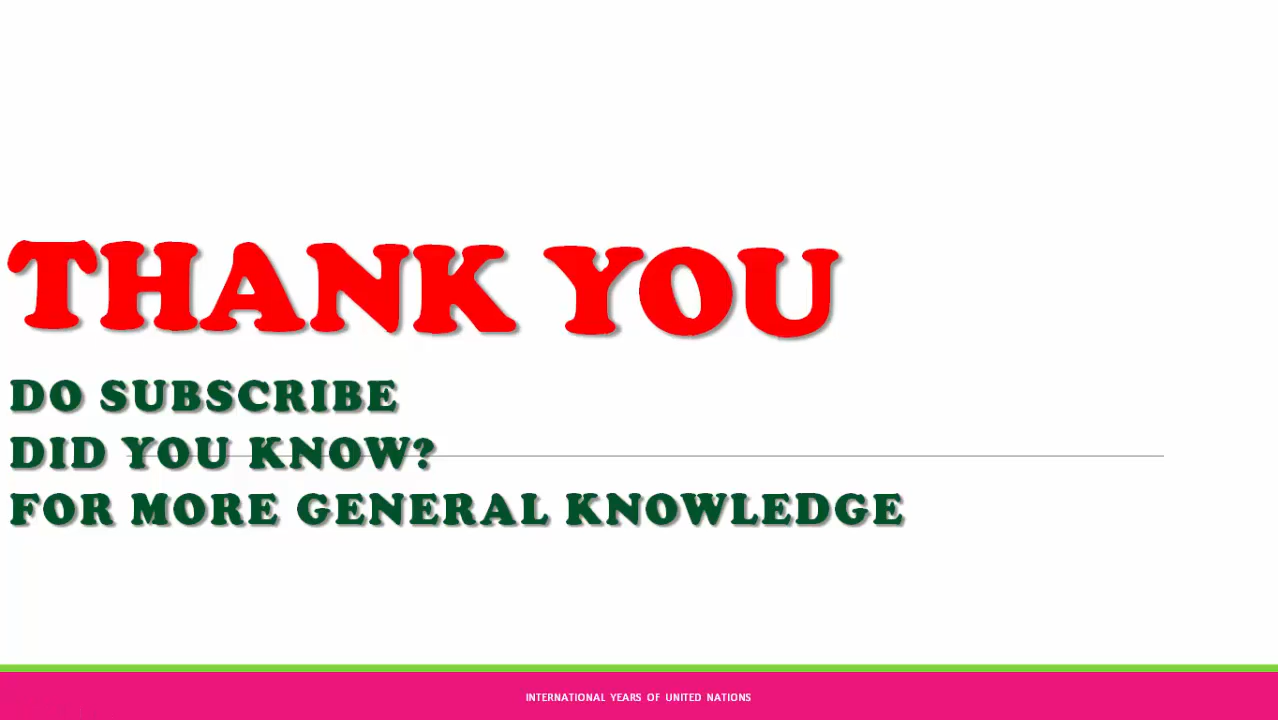 THANK YOU
DO SUBSCRIBE
DID YOU KNOW?
FOR MORE GENERAL KNOWLEDGE
INTERNATIONAL YEARS OF UNITED NATIONS